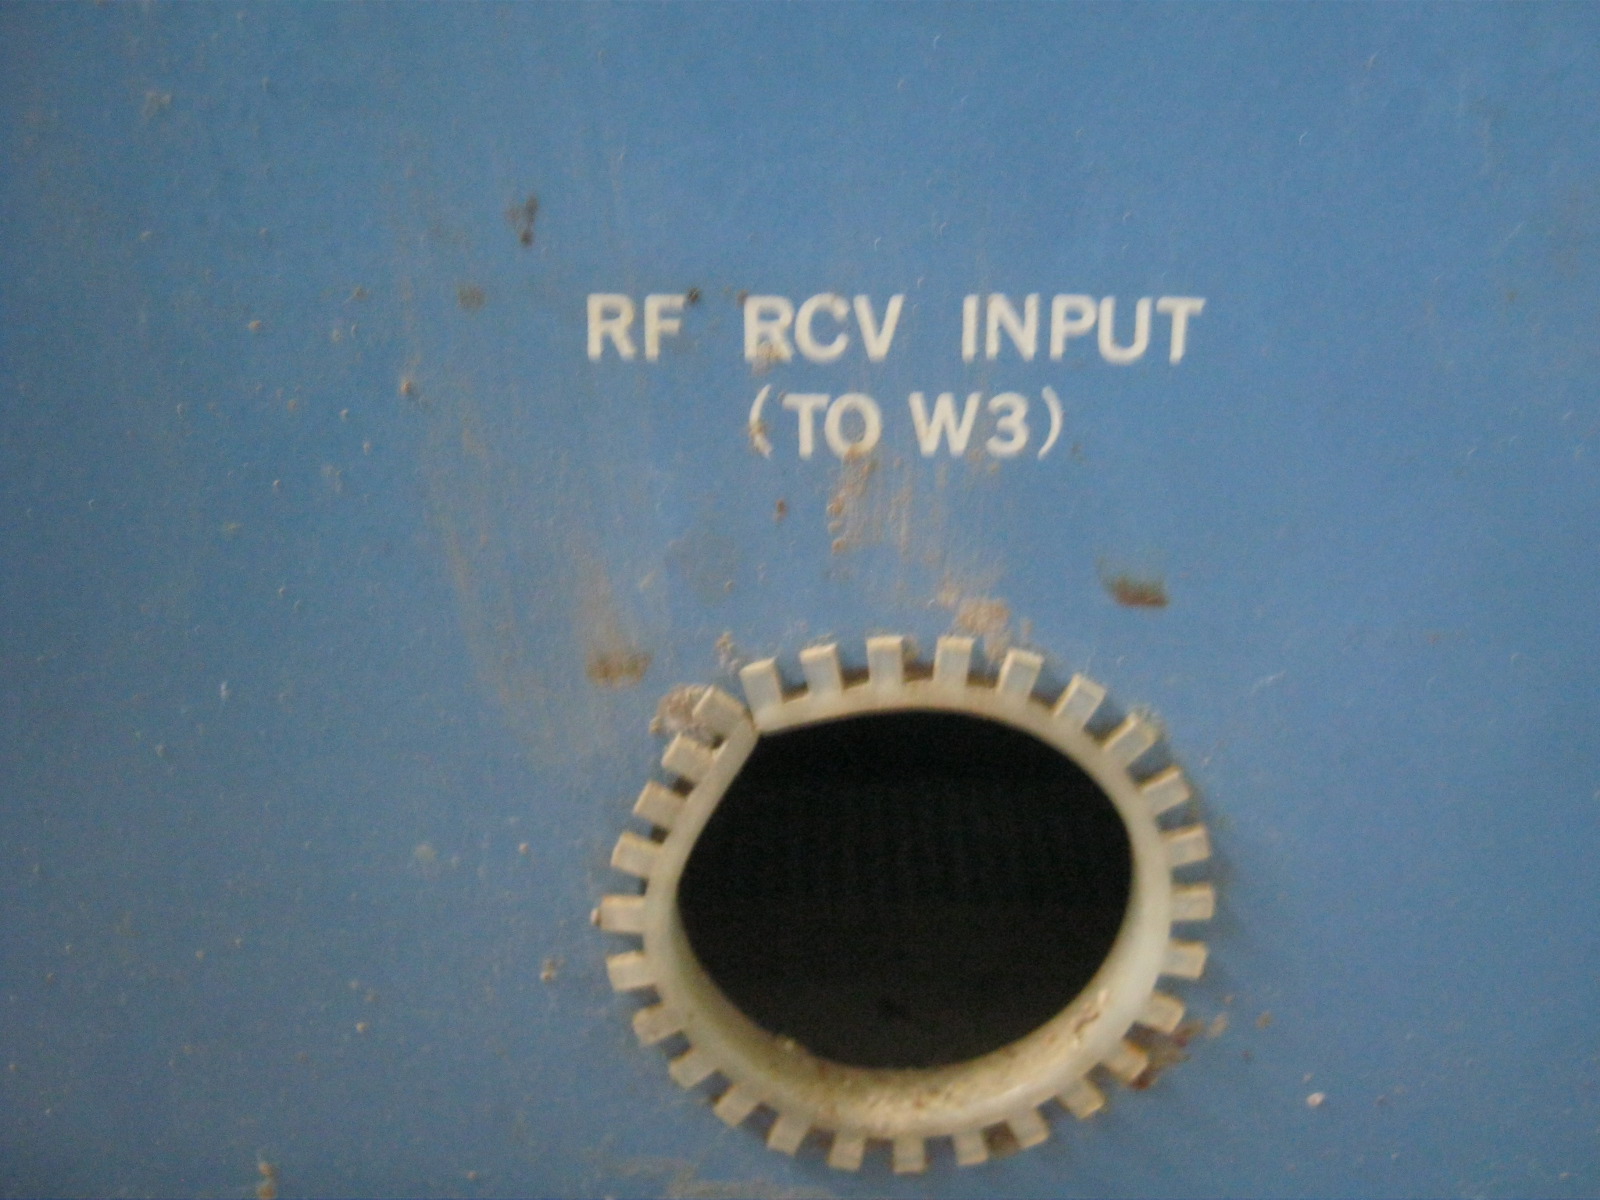 RF RCV INPUT
(TO W3)